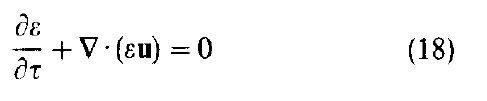 ∂ε/∂τ + ∇·(ε𝐮) = 0 (18)